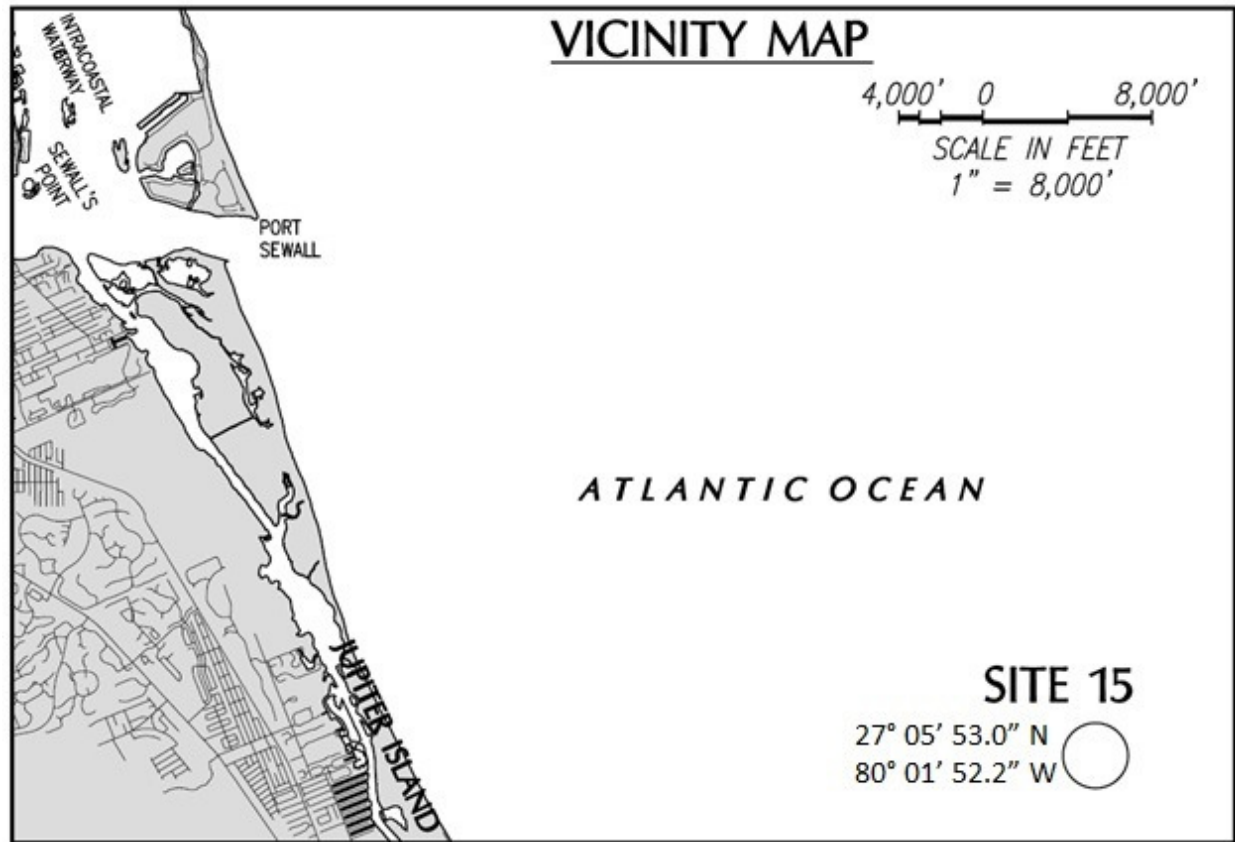 VICINITY MAP
4,000' 0 8,000'
SCALE IN FEET
1" = 8,000'
INTRACOASTAL
WATERWAY
SEWALL'S
POINT
PORT
SEWALL
ATLANTIC OCEAN
JUPITER ISLAND
SITE 15
27° 05’ 53.0” N
80° 01’ 52.2” W